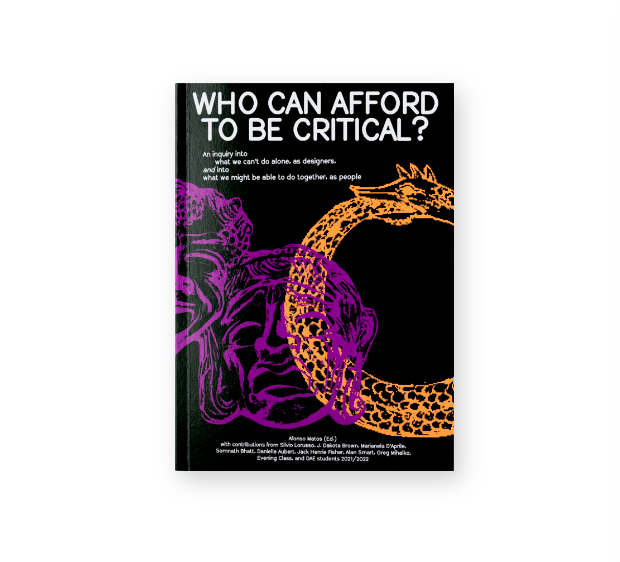 WHO CAN AFFORD
TO BE CRITICAL?
An inquiry into
what we can't do alone, as designers,
and into
what we might be able to do together, as people
Afonso Matos (Ed.)
with contributions from Silvio Lorusso, J. Dakota Brown, Marianela D'Aprile,
Somnath Bhatt, Danielle Aubert, Jack Henrie Fisher, Alan Smart, Greg Mihalko,
Evening Class, and DAE students 2021/2022